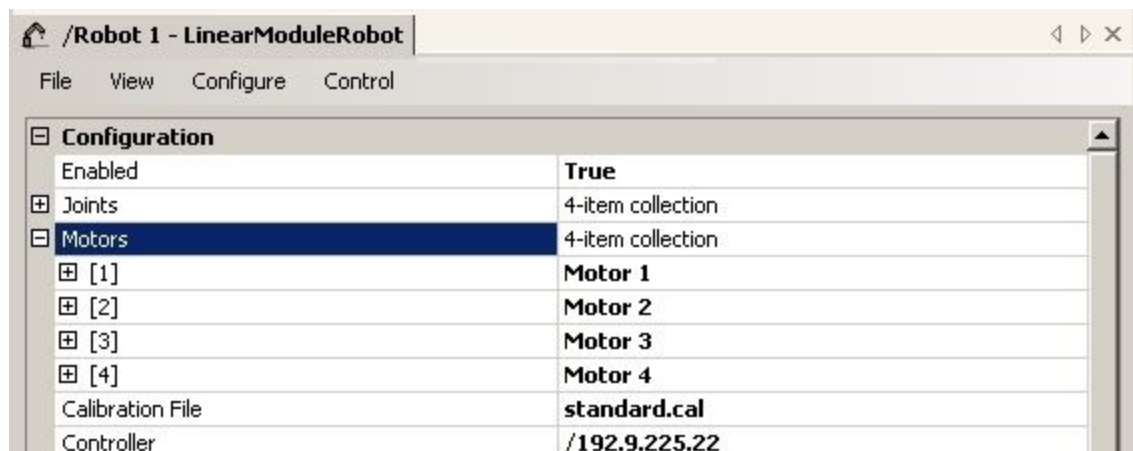 /Robot 1 - LinearModuleRobot
File View Configure Control
Configuration
Enabled True
Joints 4-item collection
Motors 4-item collection
[1] Motor 1
[2] Motor 2
[3] Motor 3
[4] Motor 4
Calibration File standard.cal
Controller /192.9.225.22